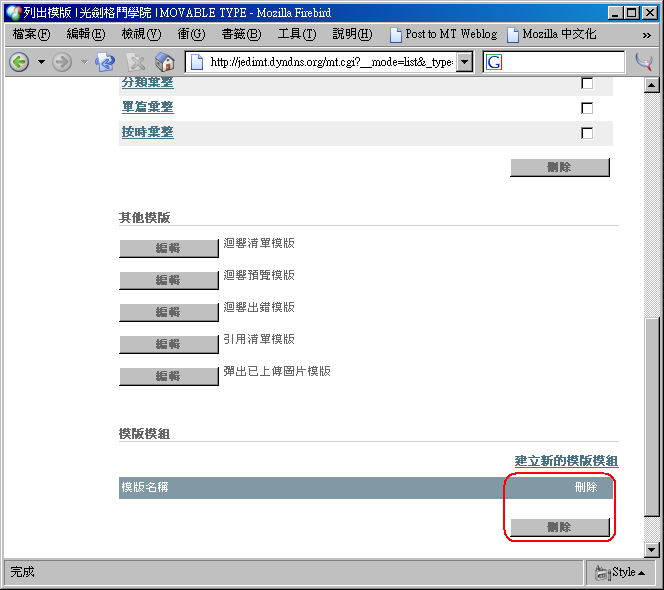 列出模版 | 光劍格鬥學院 | MOVABLE TYPE - Mozilla Firebird
檔案(F) 編輯(E) 檢視(V) 衝(G) 書籤(B) 工具(T) 說明(H) Post to MT Weblog Mozilla 中文化 »
http://jedimt.dyndns.org/mt.cgi?__mode=list&_type= G
分類彙整
單篇彙整
按時彙整
刪除
其他模版
編輯 迴響清單模版
編輯 迴響預覽模版
編輯 迴響出錯模版
編輯 引用清單模版
編輯 彈出已上傳圖片模版
模版模組
建立新的模版模組
模版名稱 刪除
刪除
完成 Style